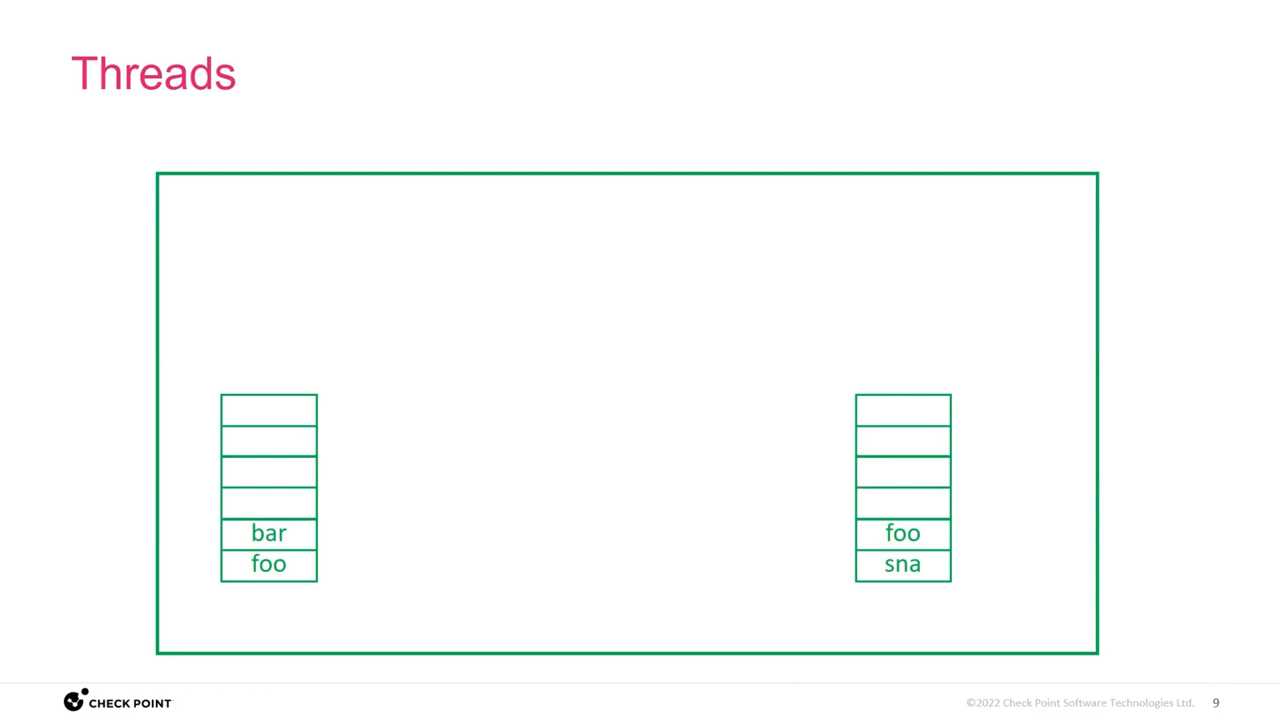 Threads
bar
foo
foo
sna
CHECK POINT
©2022 Check Point Software Technologies Ltd. 9